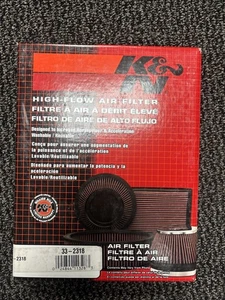 K&N
HIGH-FLOW AIR FILTER
FILTRE À AIR À DÉBIT ÉLEVÉ
FILTRO DE AIRE DE ALTO FLUJO
Designed to Increase Horsepower & Acceleration
Washable / Reusable
Conçu pour assurer une augmentation de
la puissance et de l'accélération
Lavable/Réutilisable
Diseñado para aumentar la potencia y la
aceleración
Lavable/Reutilizable
K&N
33-2318
-2318
AIR FILTER
FILTRE À AIR
FILTRO DE AIRE